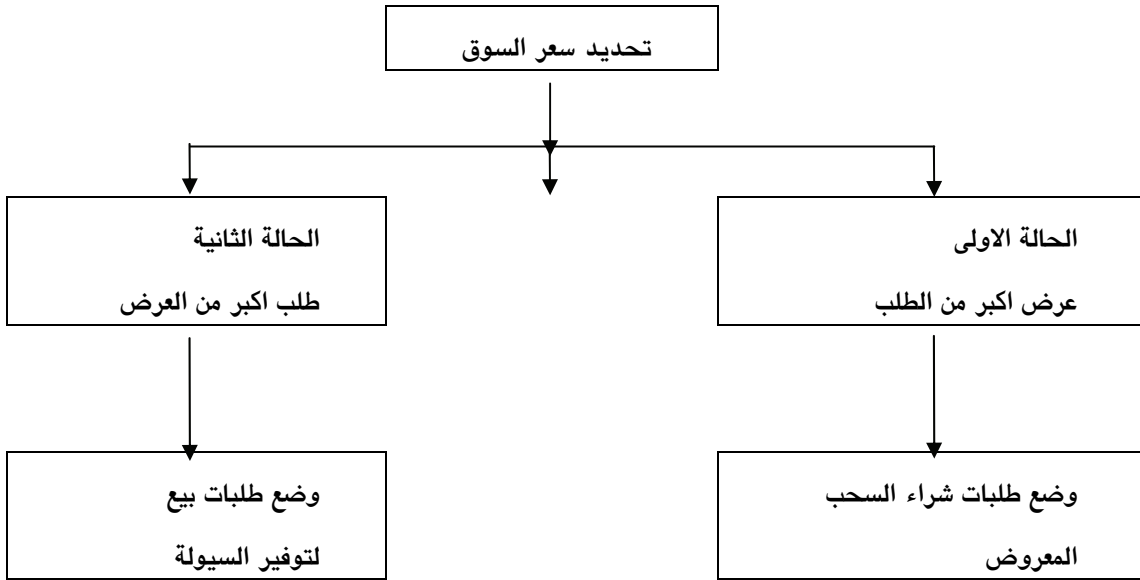 تحديد سعر السوق
الحالة الاولى
عرض اكبر من الطلب
الحالة الثانية
طلب اكبر من العرض
وضع طلبات شراء السحب
المعروض
وضع طلبات بيع
لتوفير السيولة